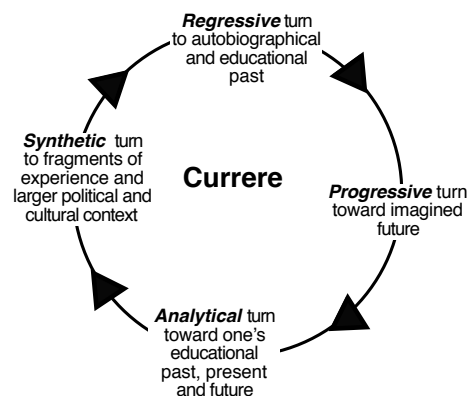 Regressive turn
to autobiographical
and educational
past
Synthetic turn
to fragments of
experience and
larger political and
cultural context
Currere
Progressive turn
toward imagined
future
Analytical turn
toward one's
educational
past, present
and future